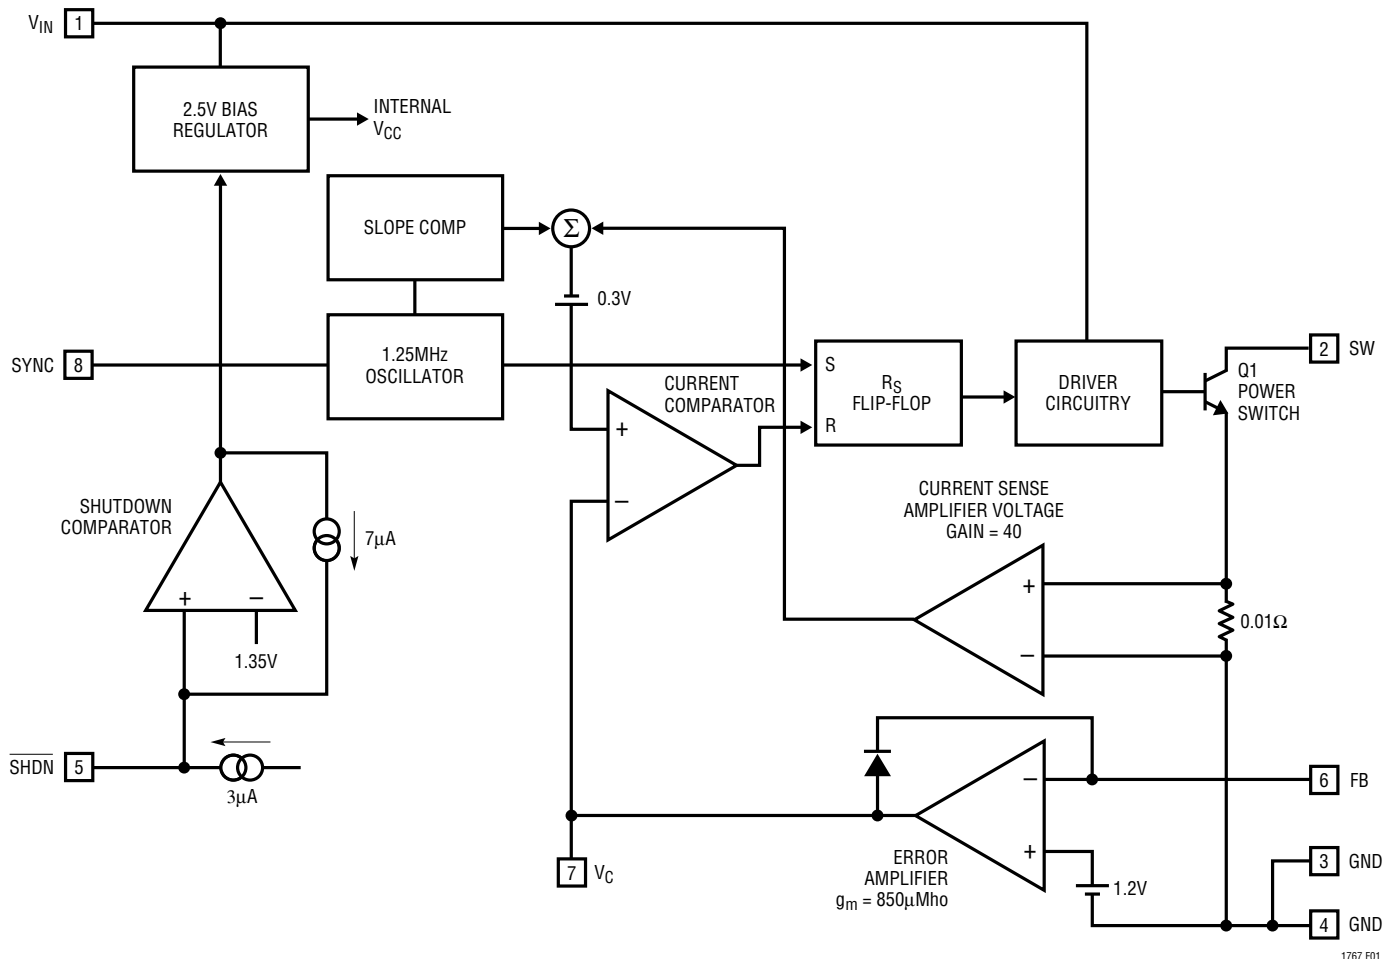 VIN 1
2.5V BIAS
REGULATOR
INTERNAL
VCC
SLOPE COMP
Σ
0.3V
SYNC 8
1.25MHz
OSCILLATOR
CURRENT
COMPARATOR
+
–
S
R
RS
FLIP-FLOP
DRIVER
CIRCUITRY
2 SW
Q1
POWER
SWITCH
SHUTDOWN
COMPARATOR
+ –
1.35V
7µA
CURRENT SENSE
AMPLIFIER VOLTAGE
GAIN = 40
+
–
0.01Ω
SHDN 5
3µA
7 VC
–
+
ERROR
AMPLIFIER
gm = 850µMho
1.2V
6 FB
3 GND
4 GND
1767 F01